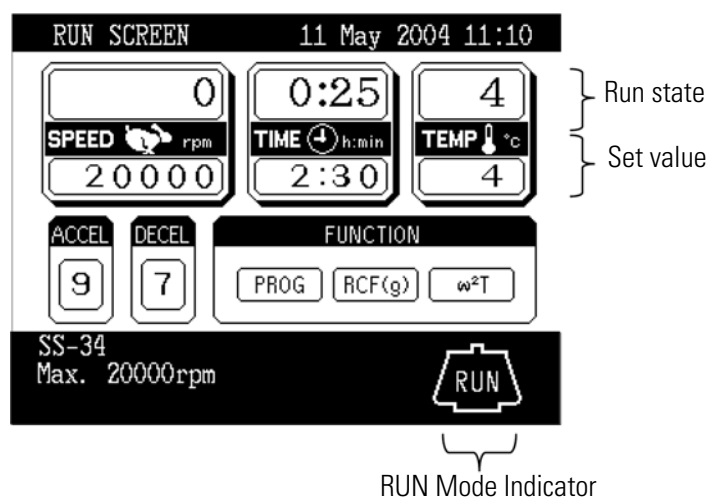 RUN SCREEN 11 May 2004 11:10
0 0:25 4
Run state
SPEED rpm TIME h:min TEMP °C
Set value
20000 2:30 4
ACCEL DECEL FUNCTION
9 7 PROG RCF(g) ω²T
SS-34
Max. 20000rpm
RUN
RUN Mode Indicator